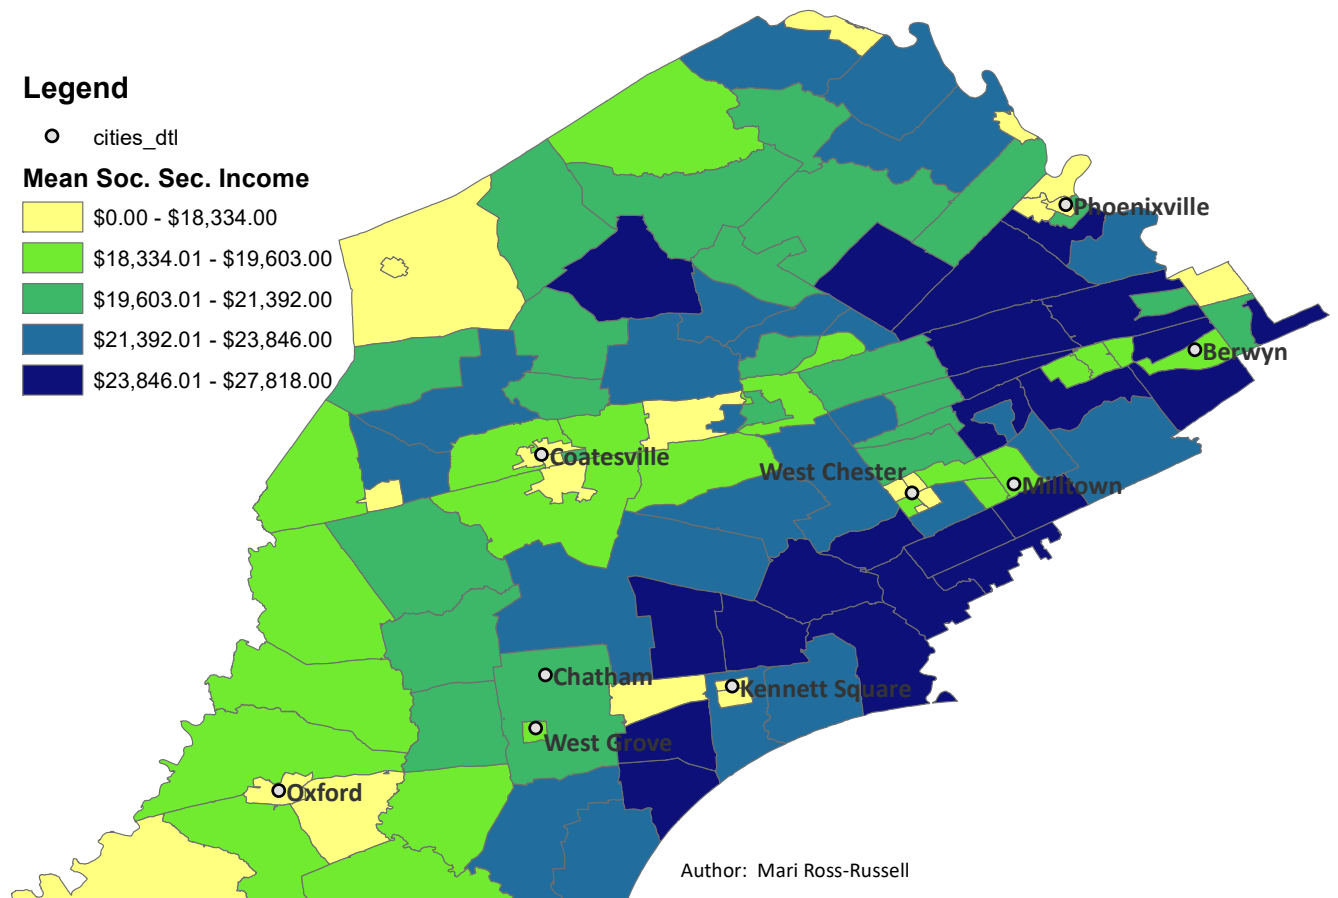 Legend
cities_dtl
Mean Soc. Sec. Income
$0.00 - $18,334.00
$18,334.01 - $19,603.00
$19,603.01 - $21,392.00
$21,392.01 - $23,846.00
$23,846.01 - $27,818.00
Phoenixville
Berwyn
Coatesville
West Chester
Milltown
Chatham
Kennett Square
West Grove
Oxford
Author: Mari Ross-Russell